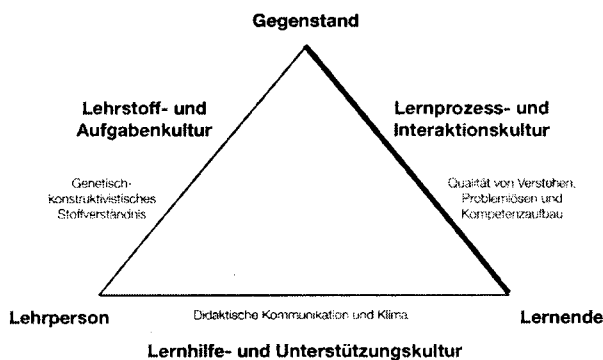 Gegenstand
Lehrstoff- und
Aufgabenkultur
Lernprozess- und
Interaktionskultur
Genetisch-
konstruktivistisches
Stoffverständnis
Qualität von Verstehen,
Problemlösen und
Kompetenzaufbau
Lehrperson
Didaktische Kommunikation und Klima
Lernende
Lernhilfe- und Unterstützungskultur